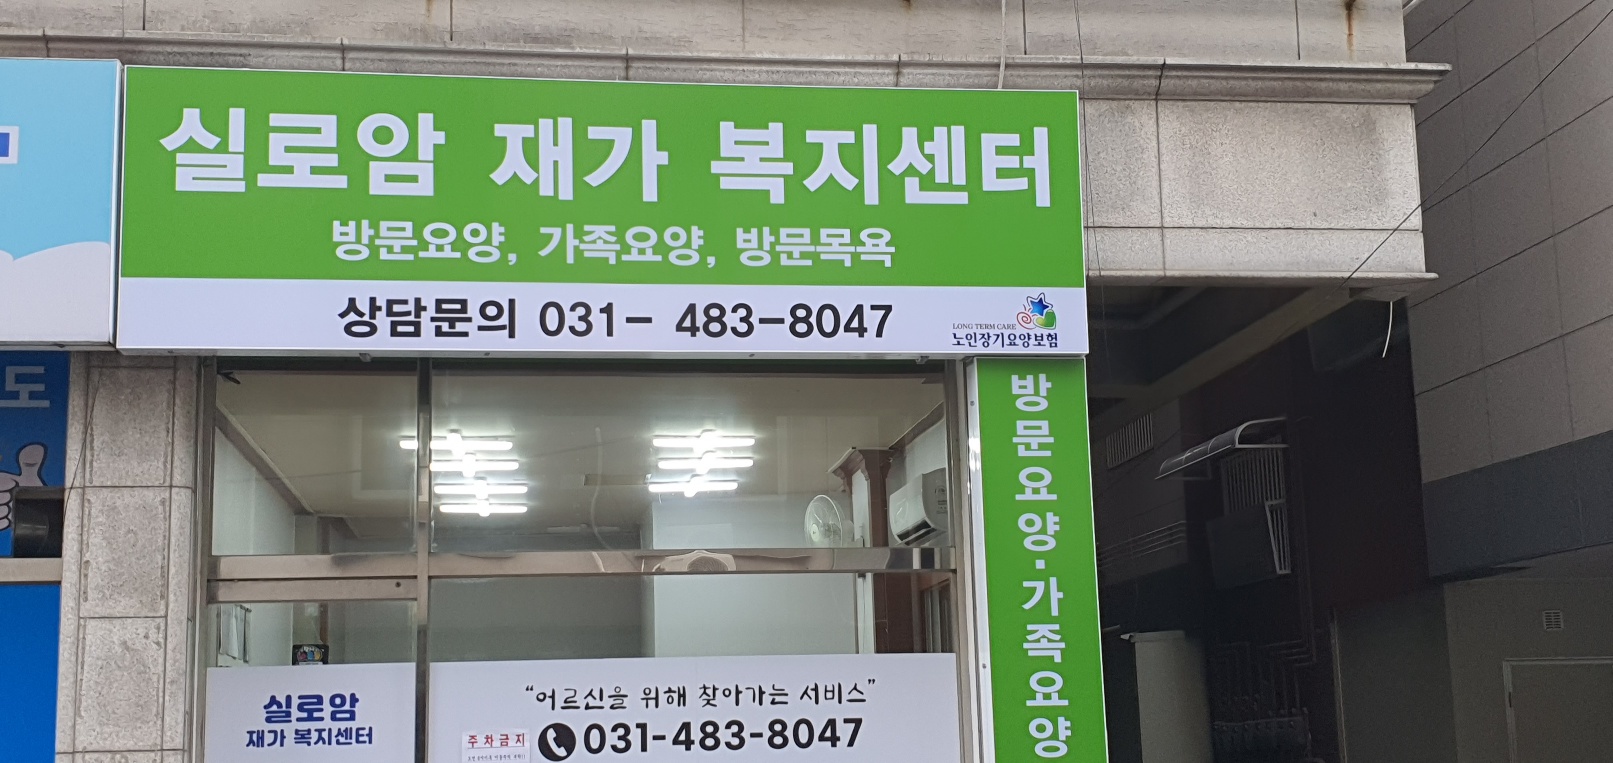 실로암 재가 복지센터
방문요양, 가족요양, 방문목욕
상담문의 031- 483-8047
LONG TERM CARE
노인장기요양보험
도
방문요양·가족요양
실로암
재가 복지센터
“어르신을 위해 찾아가는 서비스”
031-483-8047
주차금지